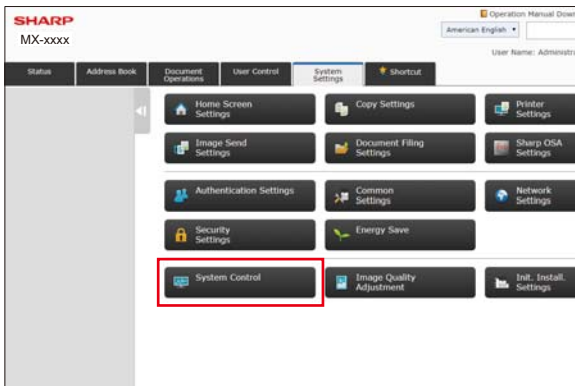 SHARP
Operation Manual Down
MX-xxxx
American English
User Name: Administra
Status
Address Book
Document
Operations
User Control
System
Settings
Shortcut
Home Screen
Settings
Copy Settings
Printer
Settings
Image Send
Settings
Document Filing
Settings
Sharp OSA
Settings
Authentication Settings
Common
Settings
Network
Settings
Security
Settings
Energy Save
System Control
Image Quality
Adjustment
Init. Install.
Settings